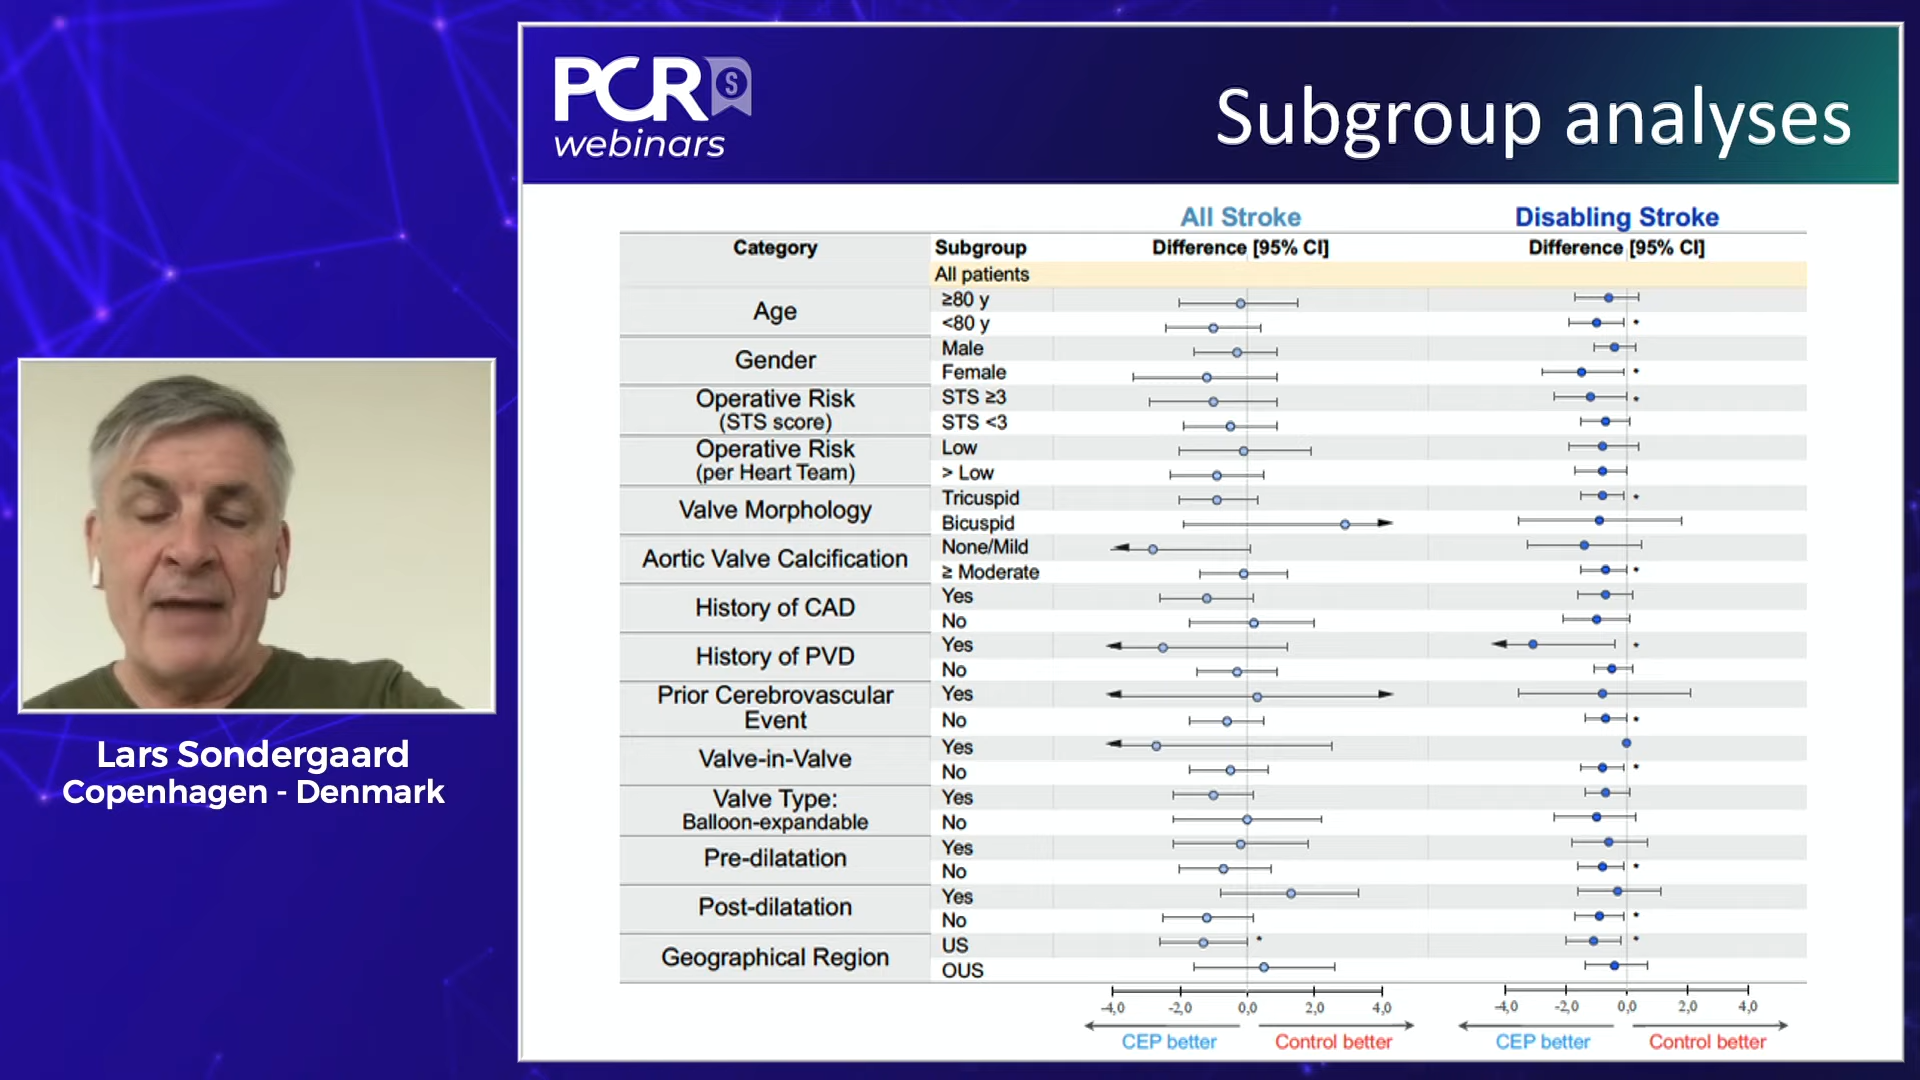 PCR S
webinars
Subgroup analyses
All Stroke Disabling Stroke
Category Subgroup Difference [95% CI] Difference [95% CI]
All patients
Age ≥80 y
<80 y *
Gender Male
Female *
Operative Risk STS ≥3 *
(STS score) STS <3
Operative Risk Low
(per Heart Team) > Low
Valve Morphology Tricuspid *
Bicuspid
Aortic Valve Calcification None/Mild
≥ Moderate *
History of CAD Yes
No
History of PVD Yes *
No
Prior Cerebrovascular Yes
Event No *
Valve-in-Valve Yes
No *
Valve Type: Yes
Balloon-expandable No
Pre-dilatation Yes
No *
Post-dilatation Yes
No *
Geographical Region US * *
OUS
-4,0 -2,0 0,0 2,0 4,0 -4,0 -2,0 0,0 2,0 4,0
CEP better Control better CEP better Control better
Lars Sondergaard
Copenhagen - Denmark